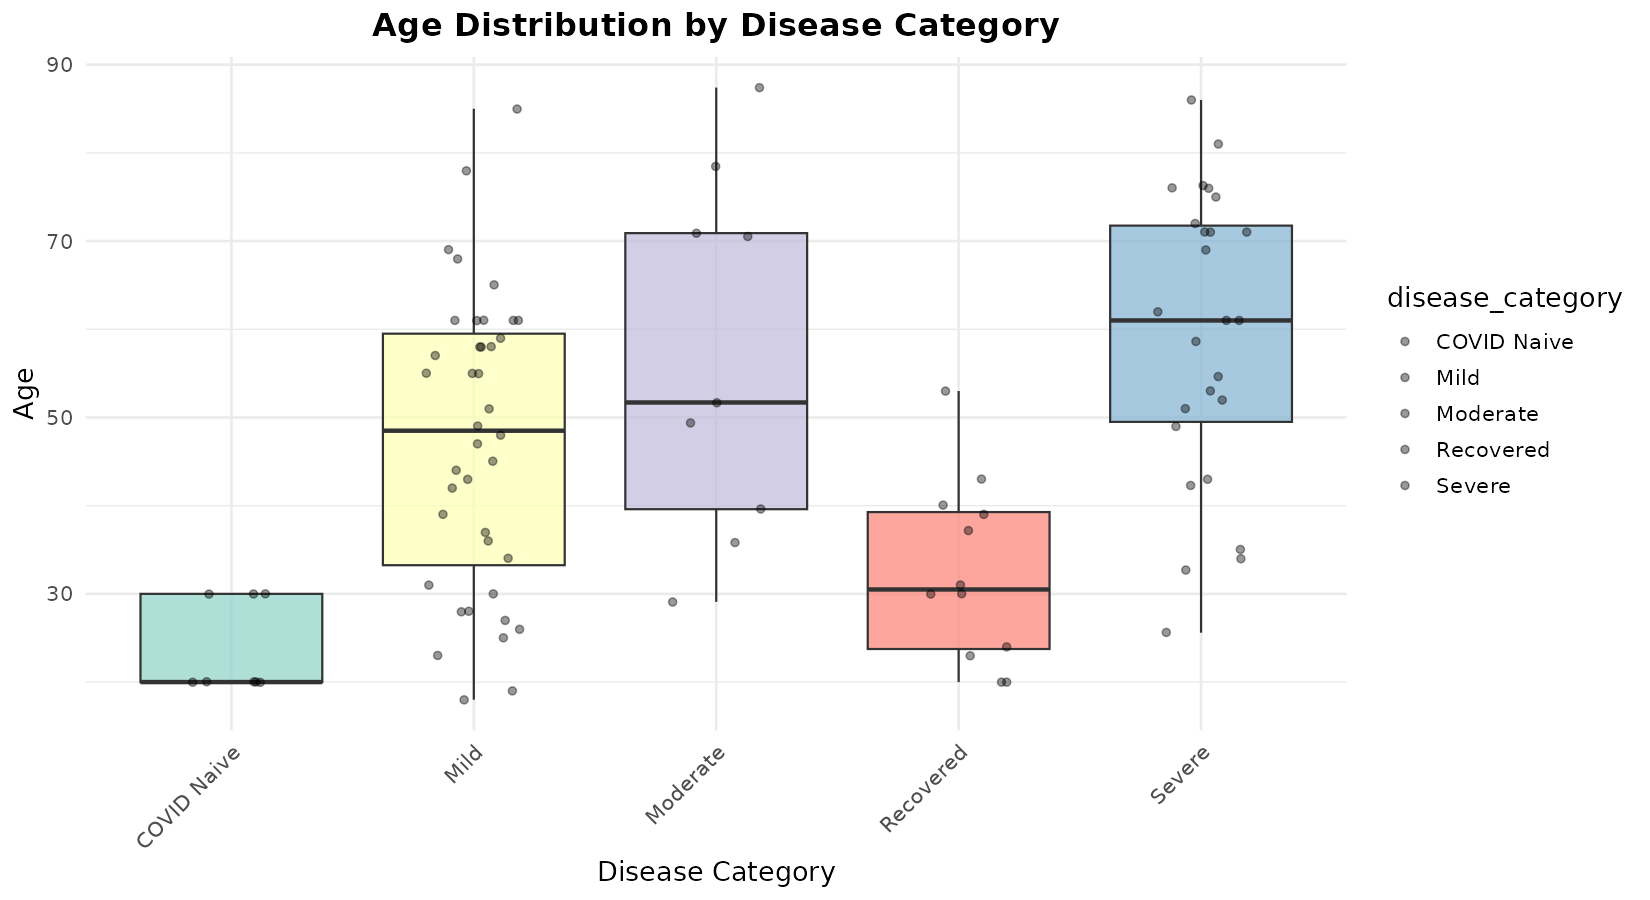 Age Distribution by Disease Category
90
70
50
30
Age
COVID Naive
Mild
Moderate
Recovered
Severe
Disease Category
disease_category
COVID Naive
Mild
Moderate
Recovered
Severe